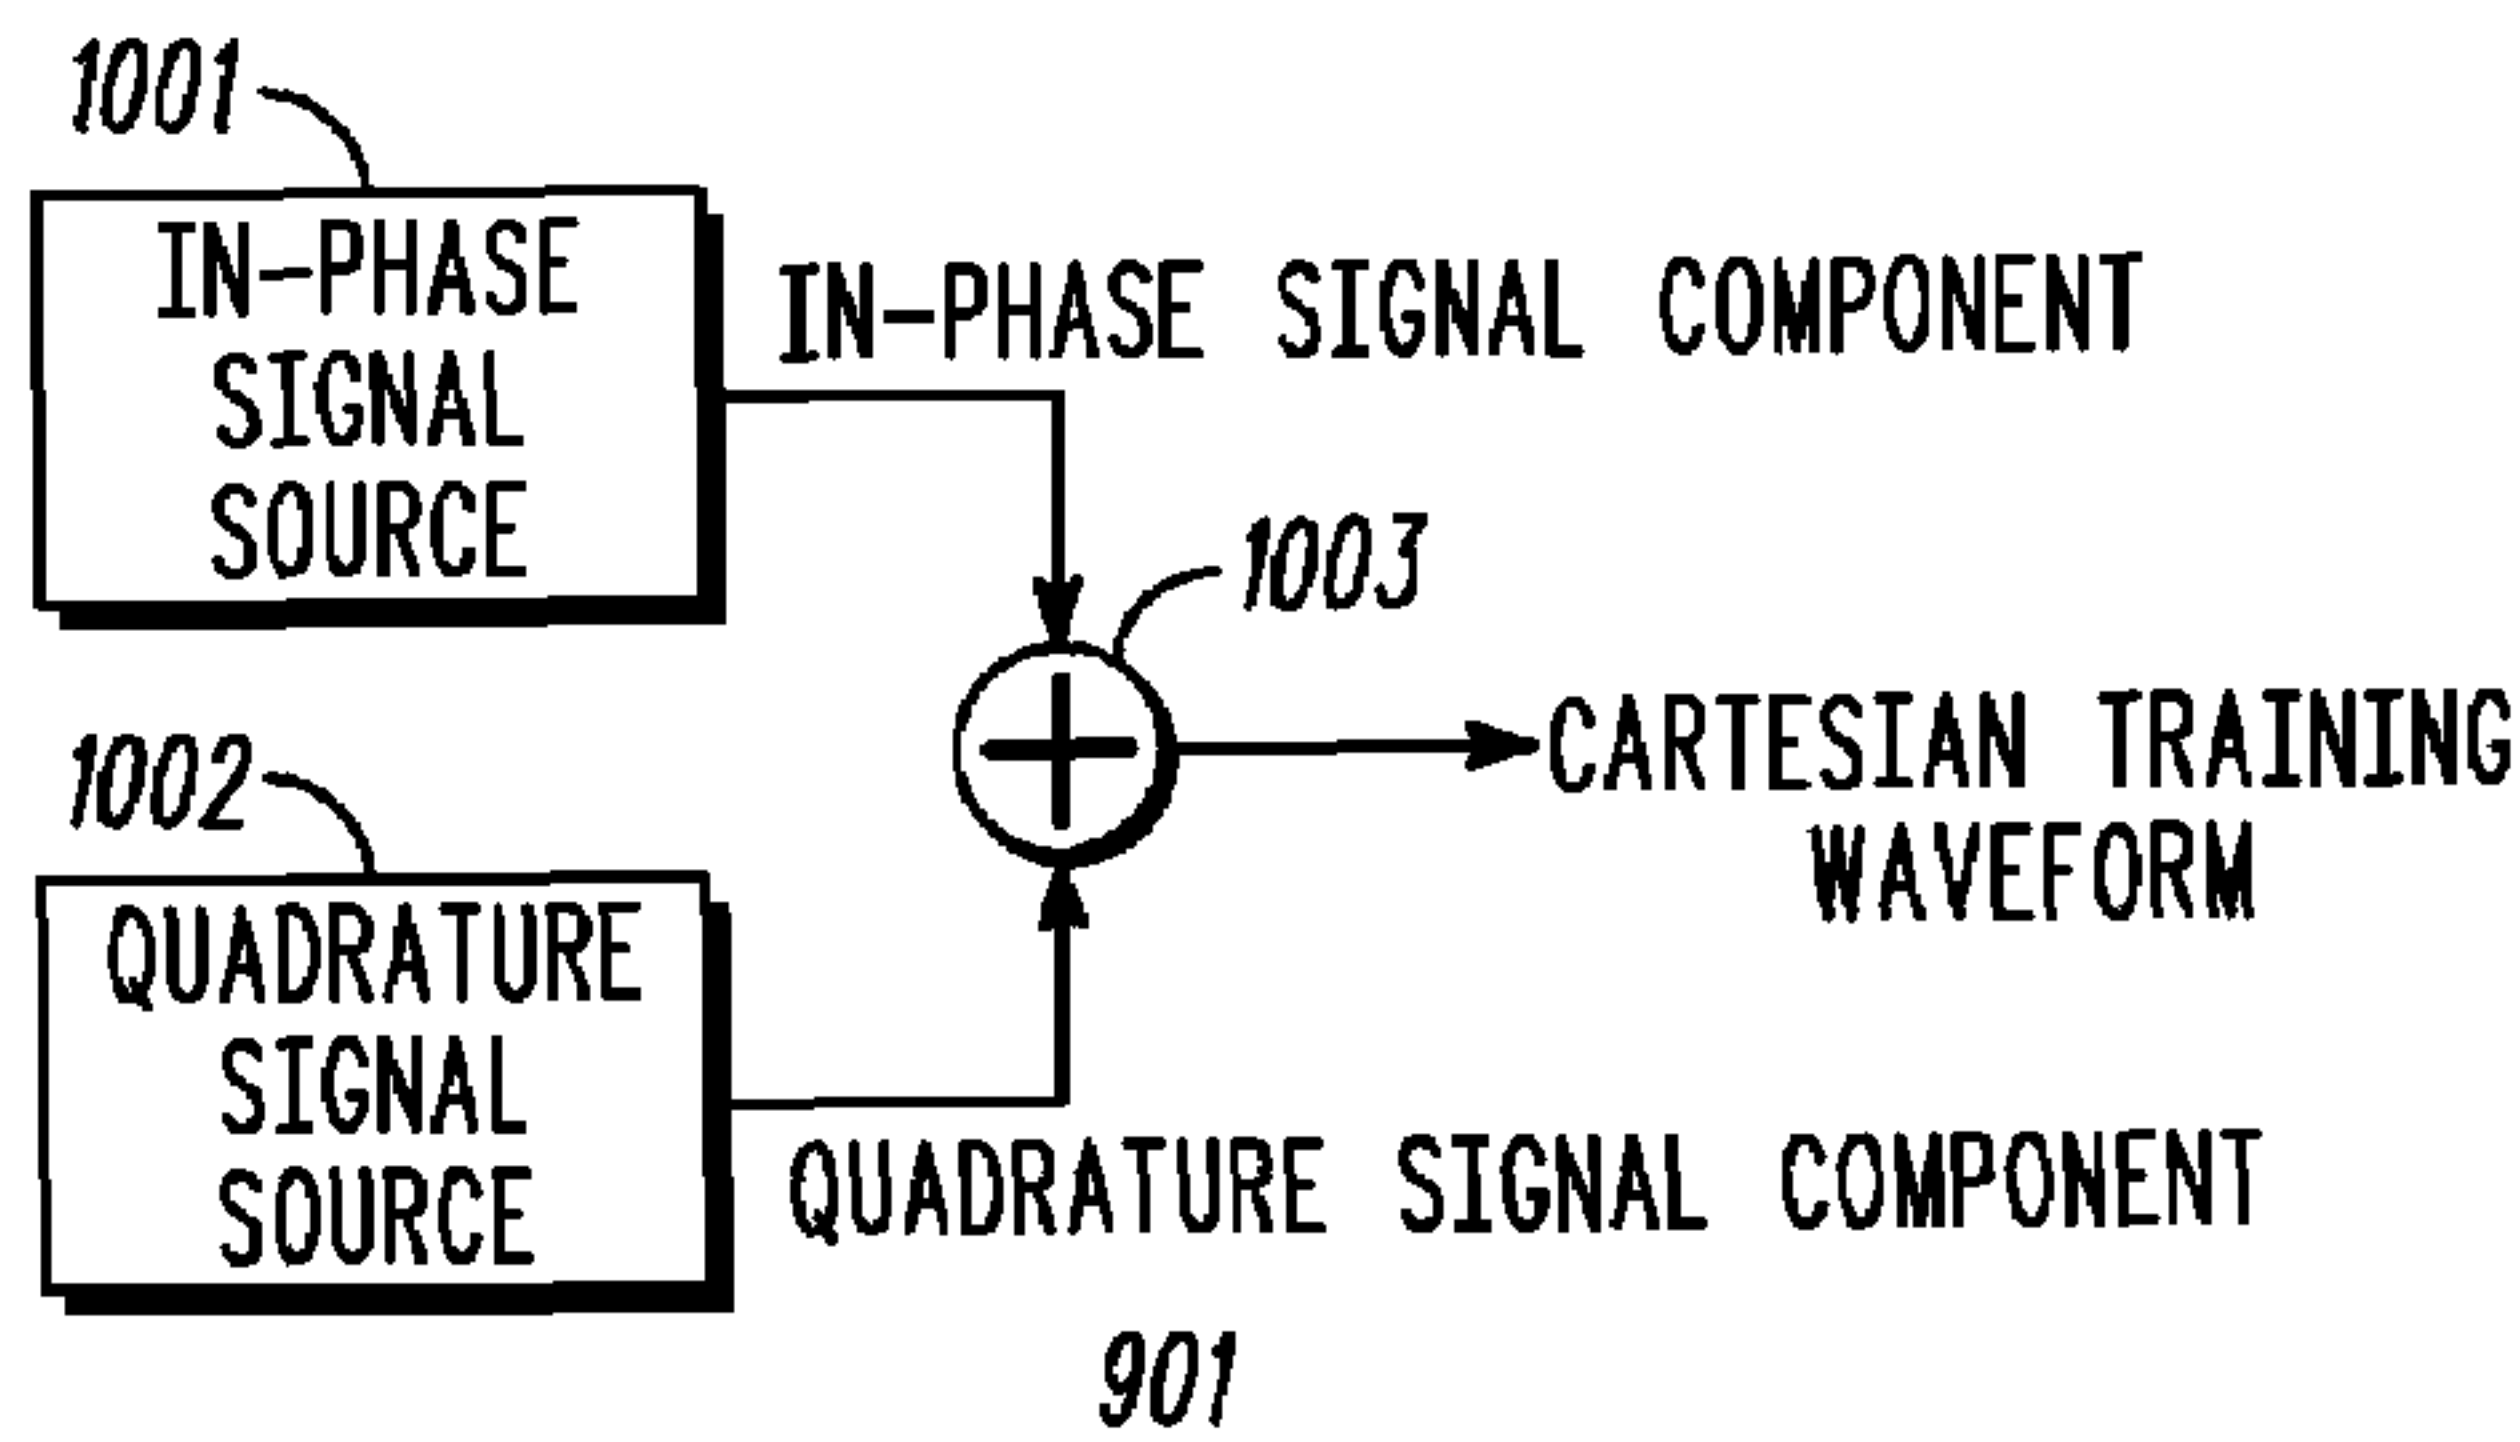 1001
IN-PHASE
SIGNAL
SOURCE
IN-PHASE SIGNAL COMPONENT
1003
CARTESIAN TRAINING
WAVEFORM
1002
QUADRATURE
SIGNAL
SOURCE
QUADRATURE SIGNAL COMPONENT
901